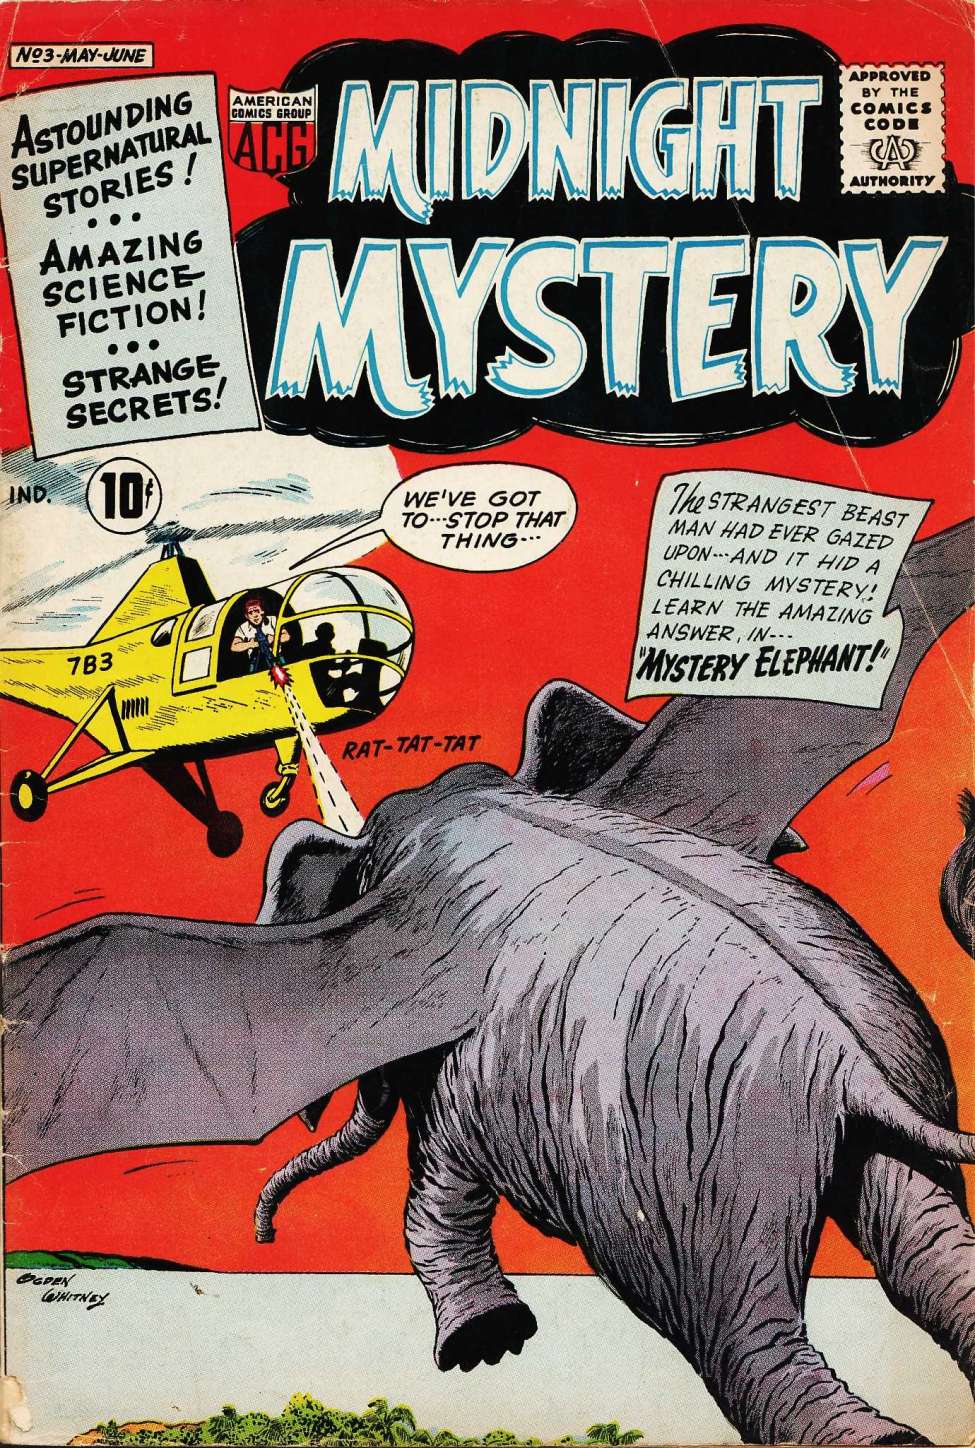 No3-MAY-JUNE
ASTOUNDING
SUPERNATURAL
STORIES!
...
AMAZING
SCIENCE-
FICTION!
...
STRANGE
SECRETS!
AMERICAN
COMICS GROUP
ACG
MIDNIGHT
MYSTERY
APPROVED
BY THE
COMICS
CODE
CA
AUTHORITY
IND.
10¢
WE'VE GOT
TO---STOP THAT
THING---
The STRANGEST BEAST
MAN HAD EVER GAZED
UPON---AND IT HID A
CHILLING MYSTERY!
LEARN THE AMAZING
ANSWER, IN---
"MYSTERY ELEPHANT!"
7B3
RAT-TAT-TAT
OGDEN
WHITNEY